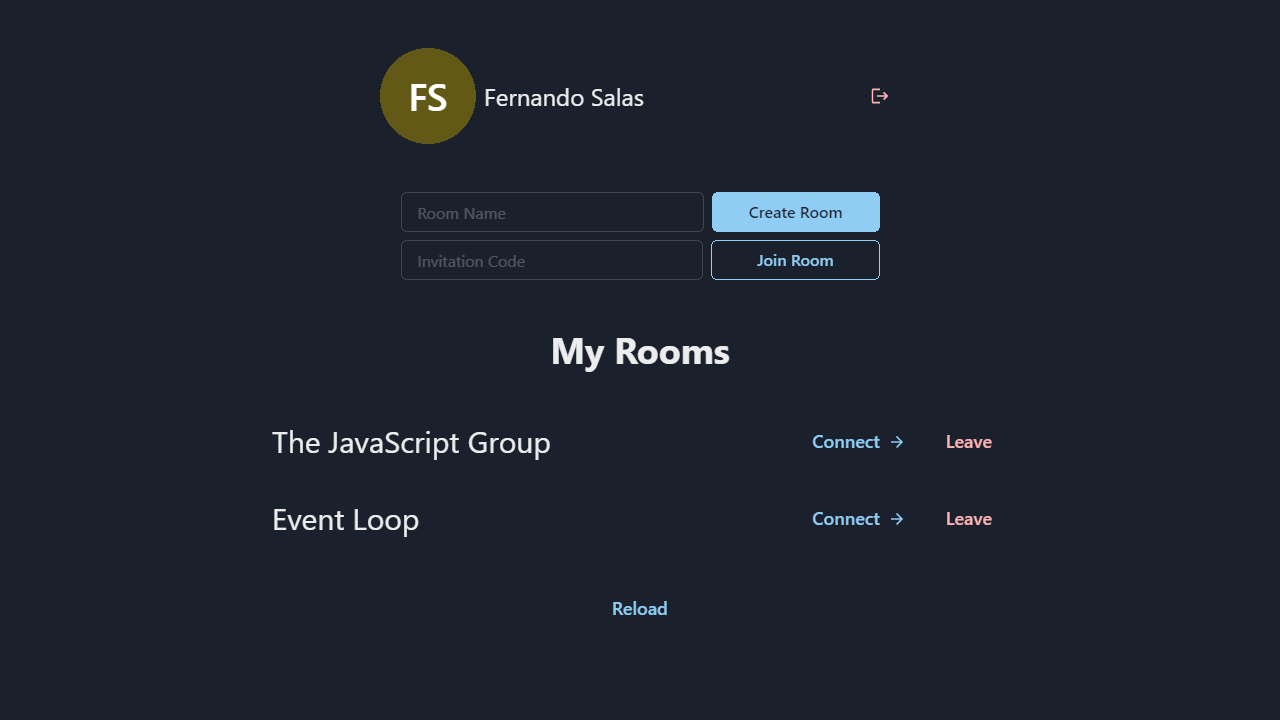 FS
Fernando Salas
Room Name
Create Room
Invitation Code
Join Room
My Rooms
The JavaScript Group
Connect → Leave
Event Loop
Connect → Leave
Reload